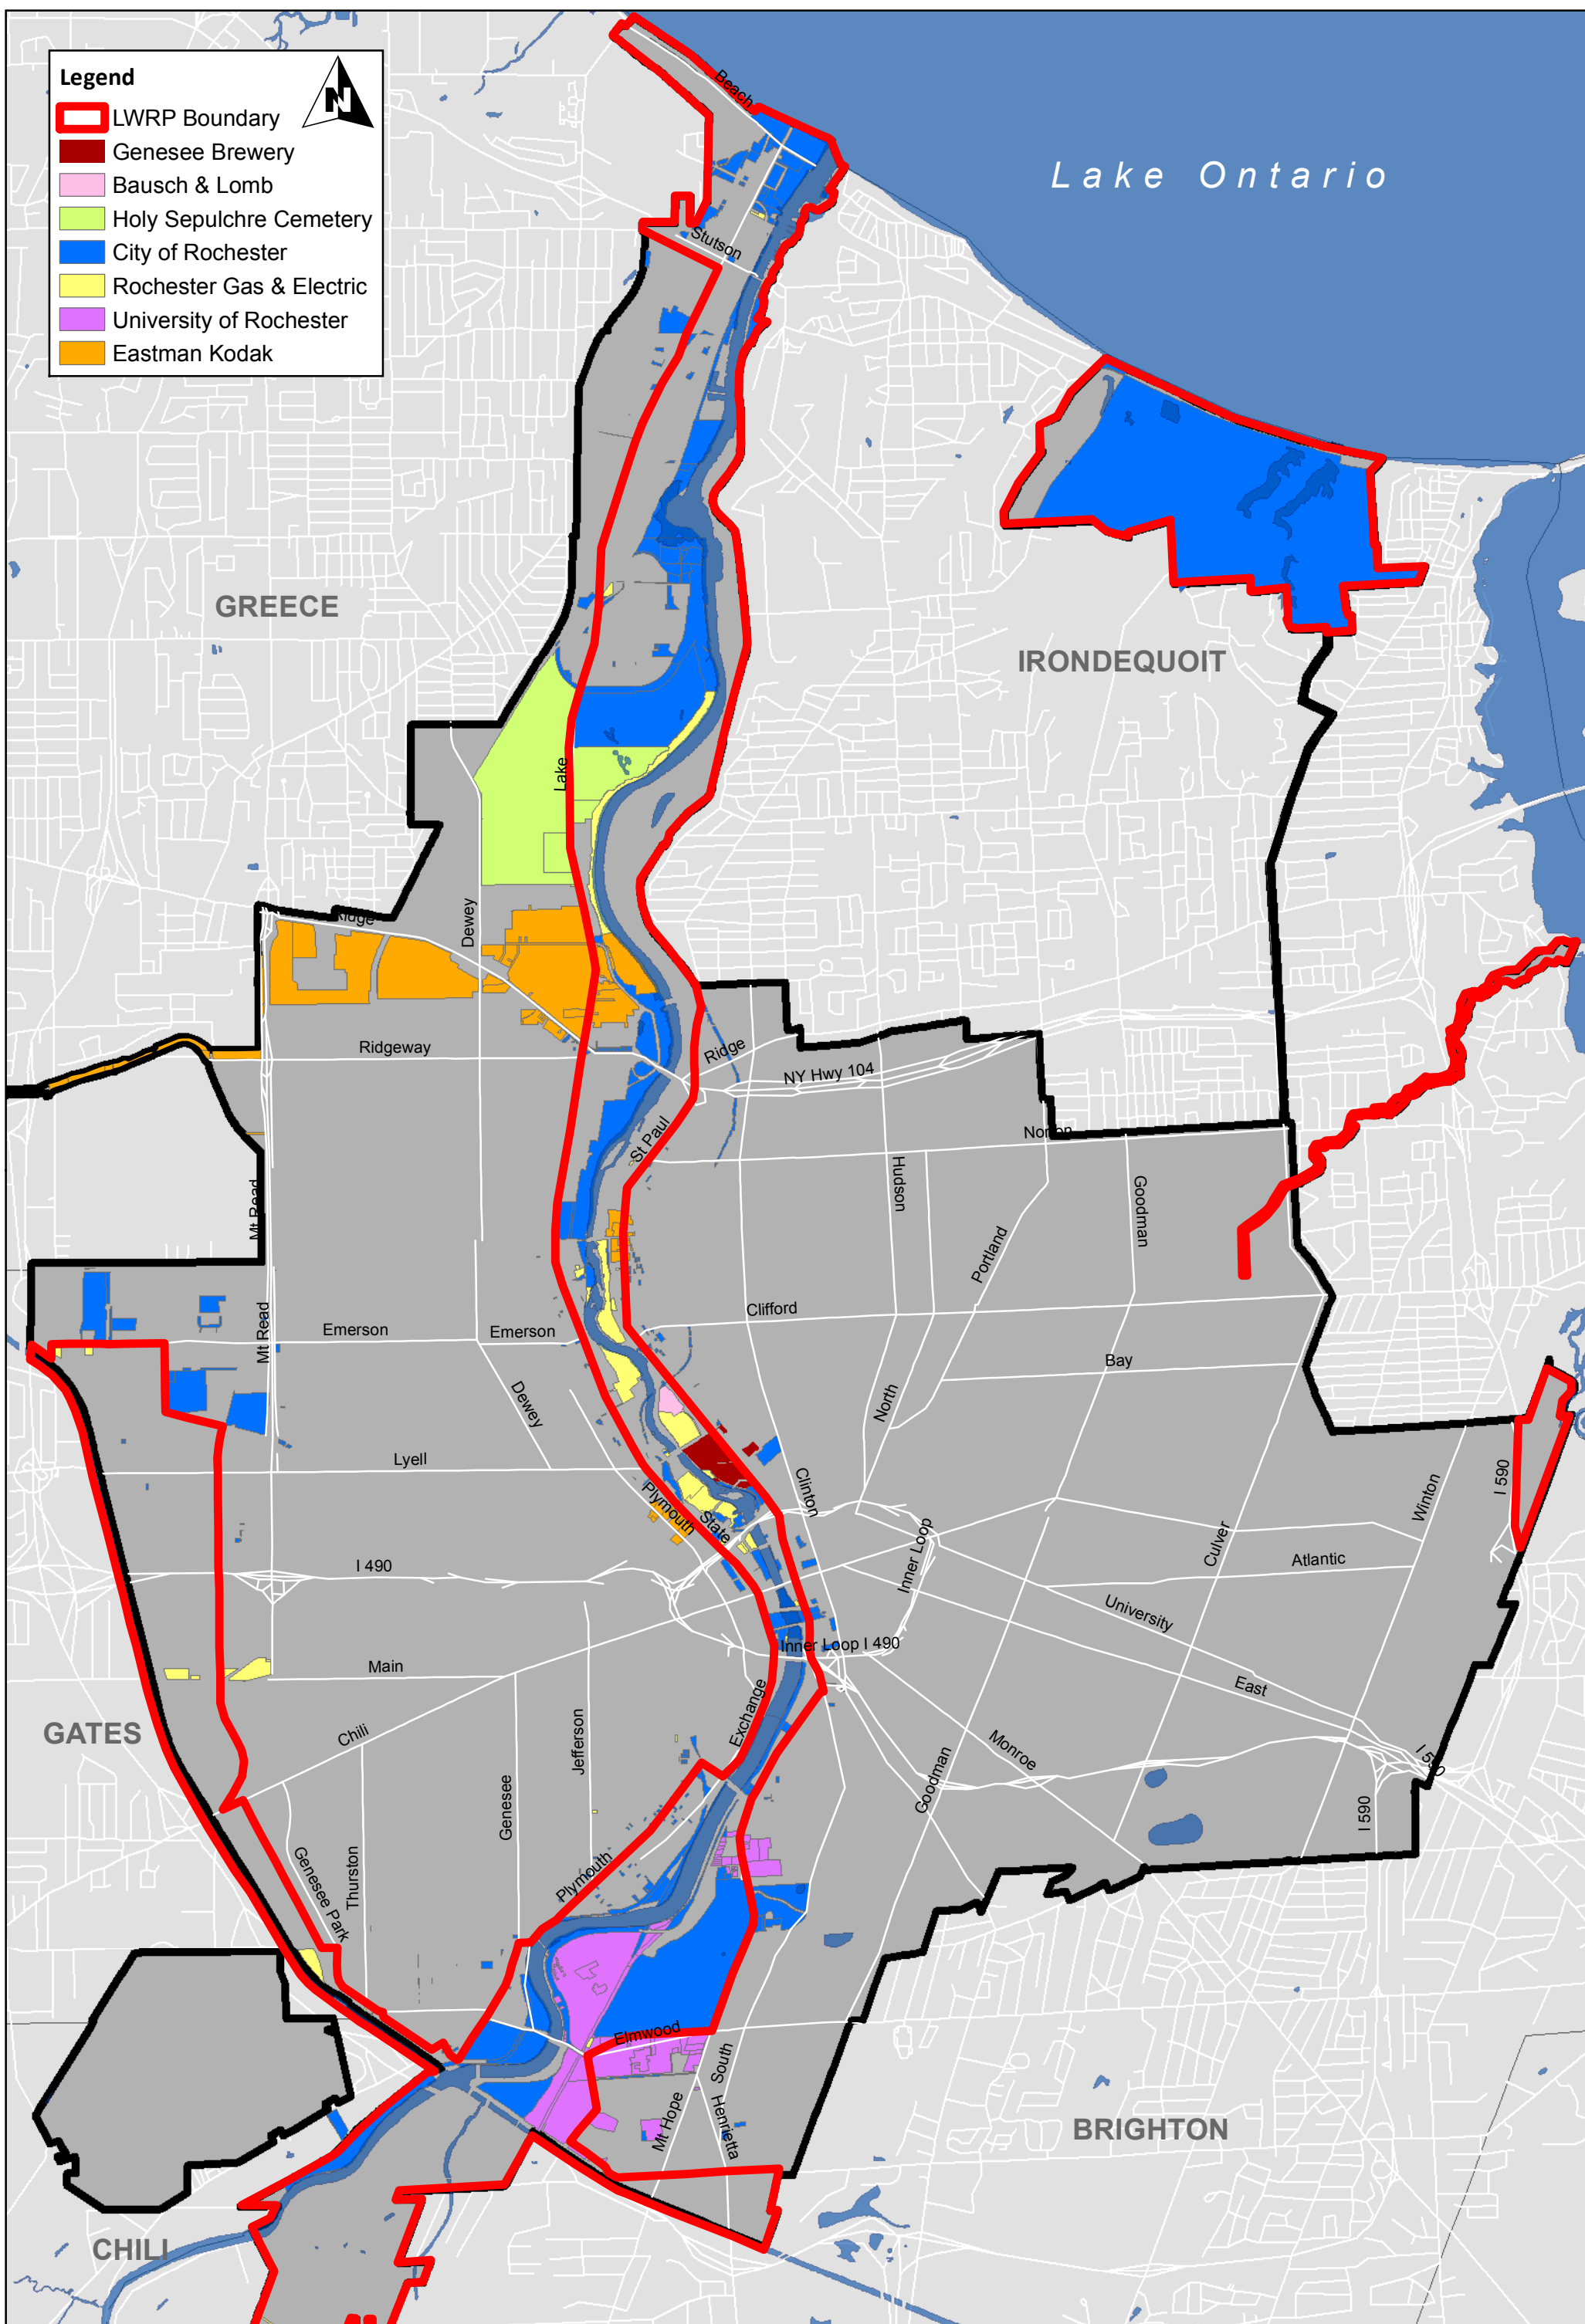 Legend
N
LWRP Boundary
Genesee Brewery
Bausch & Lomb
Holy Sepulchre Cemetery
City of Rochester
Rochester Gas & Electric
University of Rochester
Eastman Kodak
Beach
Lake Ontario
Stutson
GREECE
IRONDEQUOIT
Lake
Dewey
Ridge
Ridgeway
Ridge
NY Hwy 104
St Paul
Norton
Mt Read
Hudson
Goodman
Portland
Clifford
Mt Read
Emerson
Emerson
Bay
Dewey
North
Lyell
Clinton
Plymouth
State
Winton
I 590
Culver
Inner Loop
Atlantic
I 490
University
Inner Loop I 490
Main
East
Exchange
GATES
Chili
Jefferson
Monroe
I 590
Goodman
Genesee
I 590
Plymouth
Thurston
Genesee Park
Elmwood
South
Mt Hope
Henrietta
BRIGHTON
CHILI